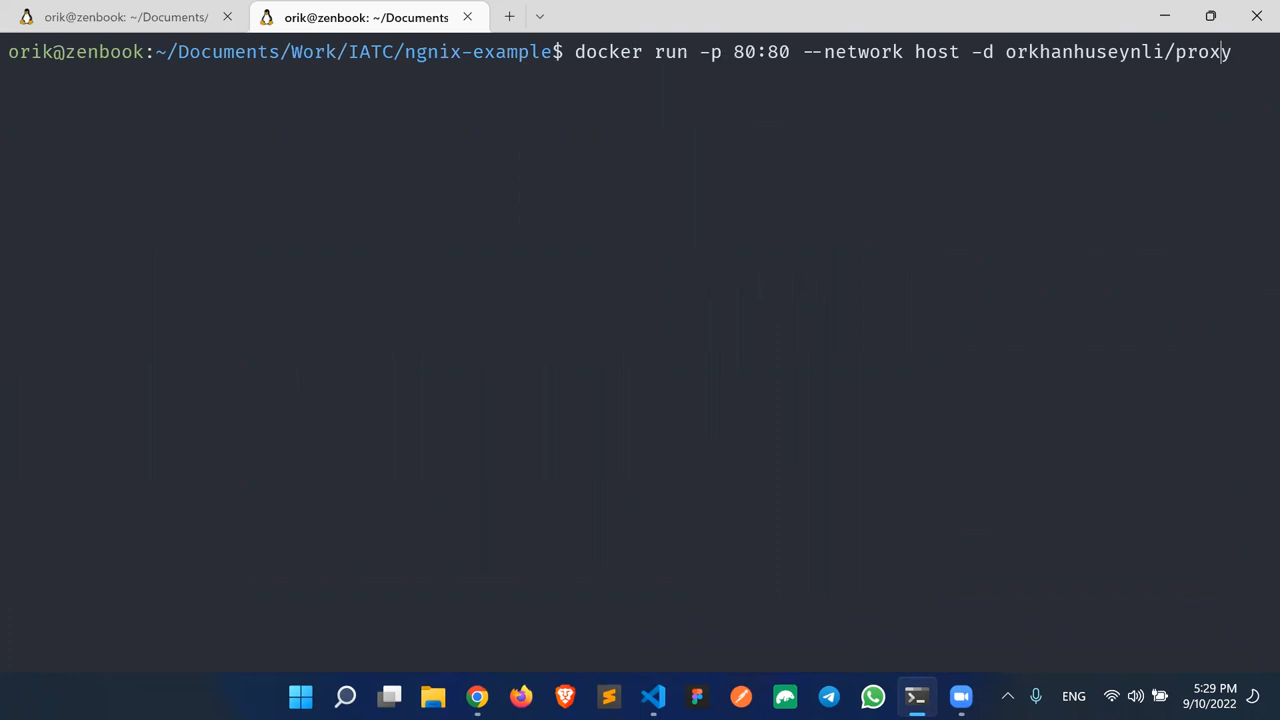 orik@zenbook: ~/Documents/
orik@zenbook: ~/Documents
orik@zenbook:~/Documents/Work/IATC/ngnix-example$ docker run -p 80:80 --network host -d orkhanhuseynli/proxy
ENG
5:29 PM
9/10/2022